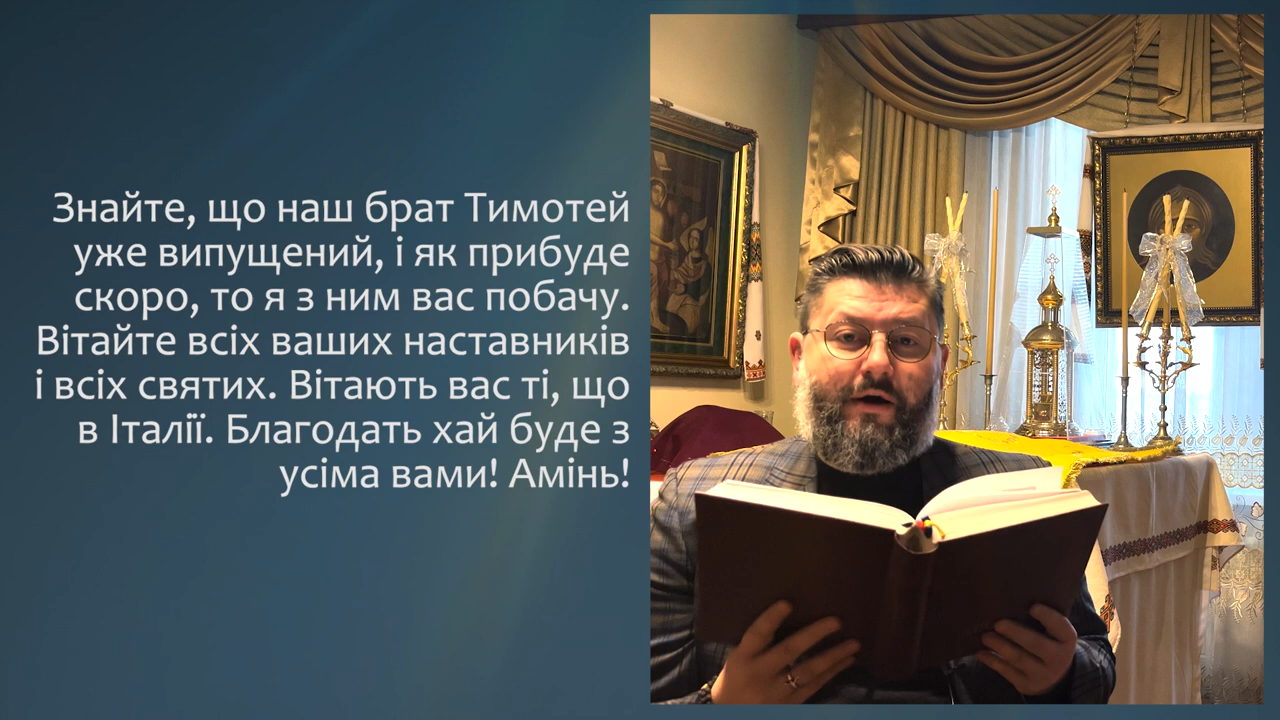 Знайте, що наш брат Тимотей
уже випущений, і як прибуде
скоро, то я з ним вас побачу.
Вітайте всіх ваших наставників
і всіх святих. Вітають вас ті, що
в Італії. Благодать хай буде з
усіма вами! Амінь!